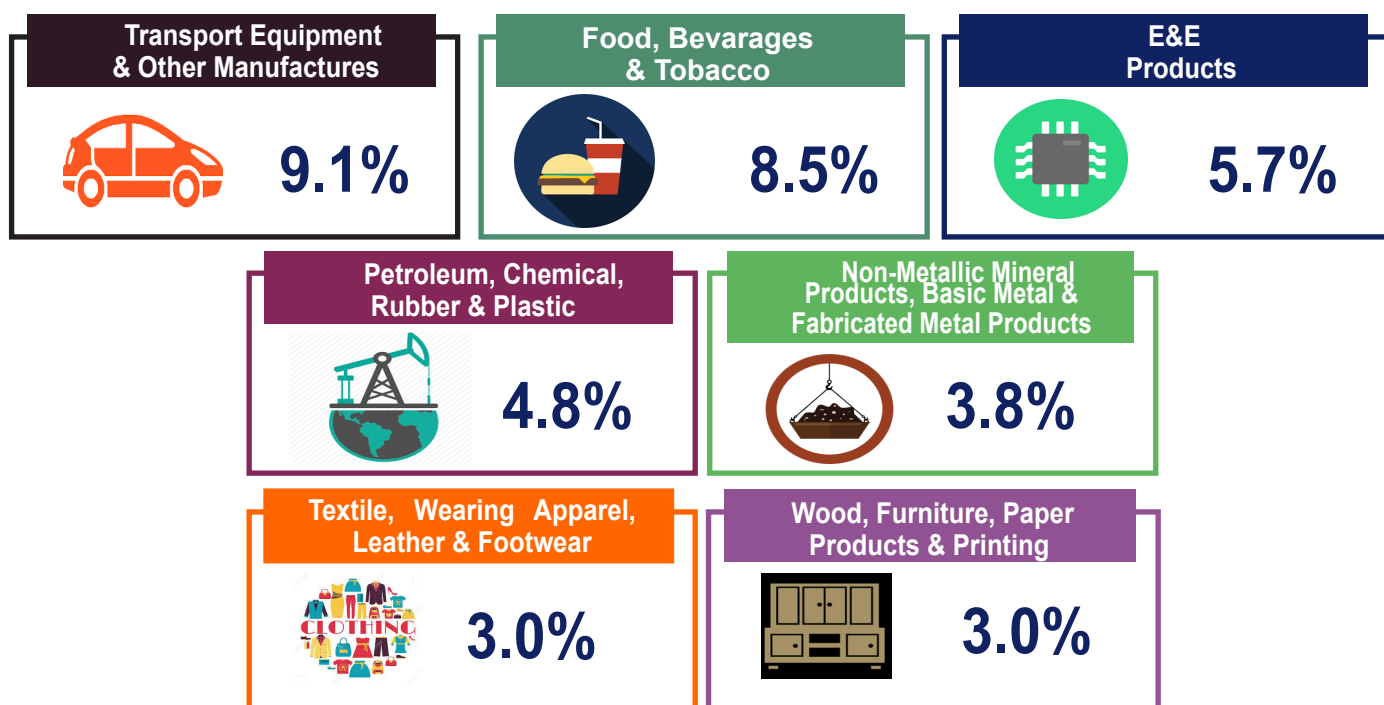 Transport Equipment
& Other Manufactures
9.1%
Food, Bevarages
& Tobacco
8.5%
E&E
Products
5.7%
Petroleum, Chemical,
Rubber & Plastic
4.8%
Non-Metallic Mineral
Products, Basic Metal &
Fabricated Metal Products
3.8%
Textile, Wearing Apparel,
Leather & Footwear
CLOTHING
3.0%
Wood, Furniture, Paper
Products & Printing
3.0%